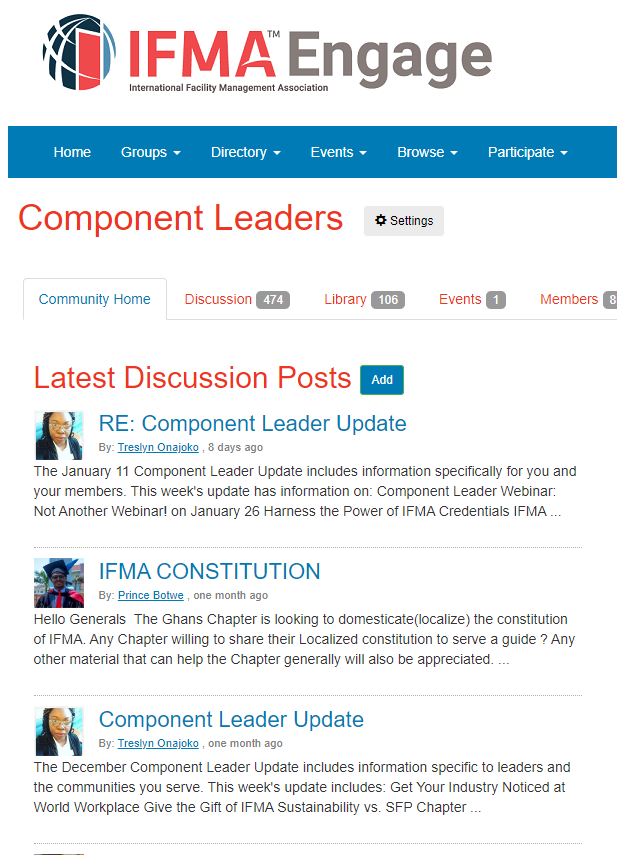 IFMA™ Engage
International Facility Management Association
Home Groups Directory Events Browse Participate
Component Leaders Settings
Community Home Discussion 474 Library 106 Events 1 Members 8
Latest Discussion Posts Add
RE: Component Leader Update
By: Treslyn Onajoko , 8 days ago
The January 11 Component Leader Update includes information specifically for you and
your members. This week's update has information on: Component Leader Webinar:
Not Another Webinar! on January 26 Harness the Power of IFMA Credentials IFMA ...
IFMA CONSTITUTION
By: Prince Botwe , one month ago
Hello Generals  The Ghans Chapter is looking to domesticate(localize) the constitution
of IFMA. Any Chapter willing to share their Localized constitution to serve a guide ? Any
other material that can help the Chapter generally will also be appreciated. ...
Component Leader Update
By: Treslyn Onajoko , one month ago
The December Component Leader Update includes information specific to leaders and
the communities you serve. This week's update includes: Get Your Industry Noticed at
World Workplace Give the Gift of IFMA Sustainability vs. SFP Chapter ...